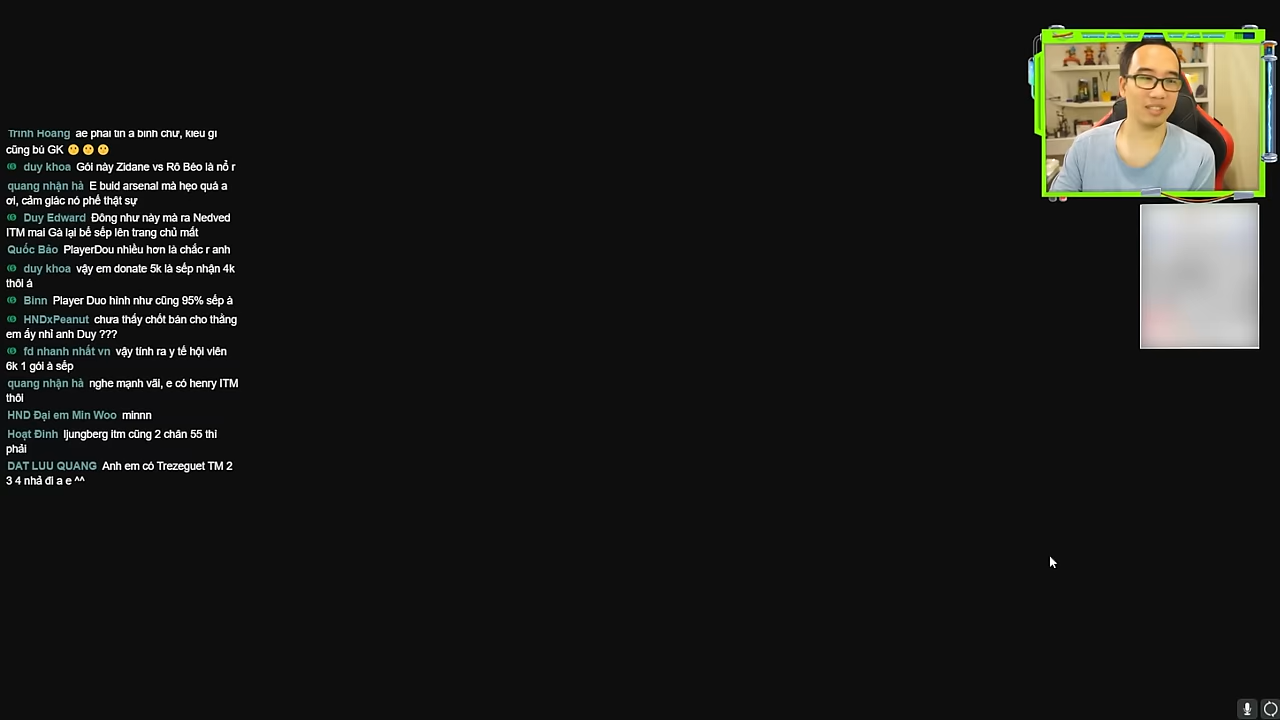 Trinh Hoang ae phải tin a bình chứ, kiểu gì
cũng bú GK
duy khoa Gói này Zidane vs Rô Béo là nổ r
quang nhận hà E buid arsenal mà hẹo quá a
ơi, cảm giác nó phế thật sự
Duy Edward Đông như này mà ra Nedved
ITM mai Gà lại bế sếp lên trang chủ mất
Quốc Bảo PlayerDou nhiều hơn là chắc r anh
duy khoa vậy em donate 5k là sếp nhận 4k
thôi á
Binn Player Duo hình như cũng 95% sếp à
HNDxPeanut chưa thấy chốt bán cho thằng
em ấy nhỉ anh Duy ???
fd nhanh nhất vn vậy tính ra y tế hội viên
6k 1 gói à sếp
quang nhận hà nghe mạnh vãi, e có henry ITM
thôi
HND Đại em Min Woo minnn
Hoạt Đinh ljungberg itm cũng 2 chân 55 thì
phải
DAT LUU QUANG Anh em có Trezeguet TM 2
3 4 nhả đi a e ^^